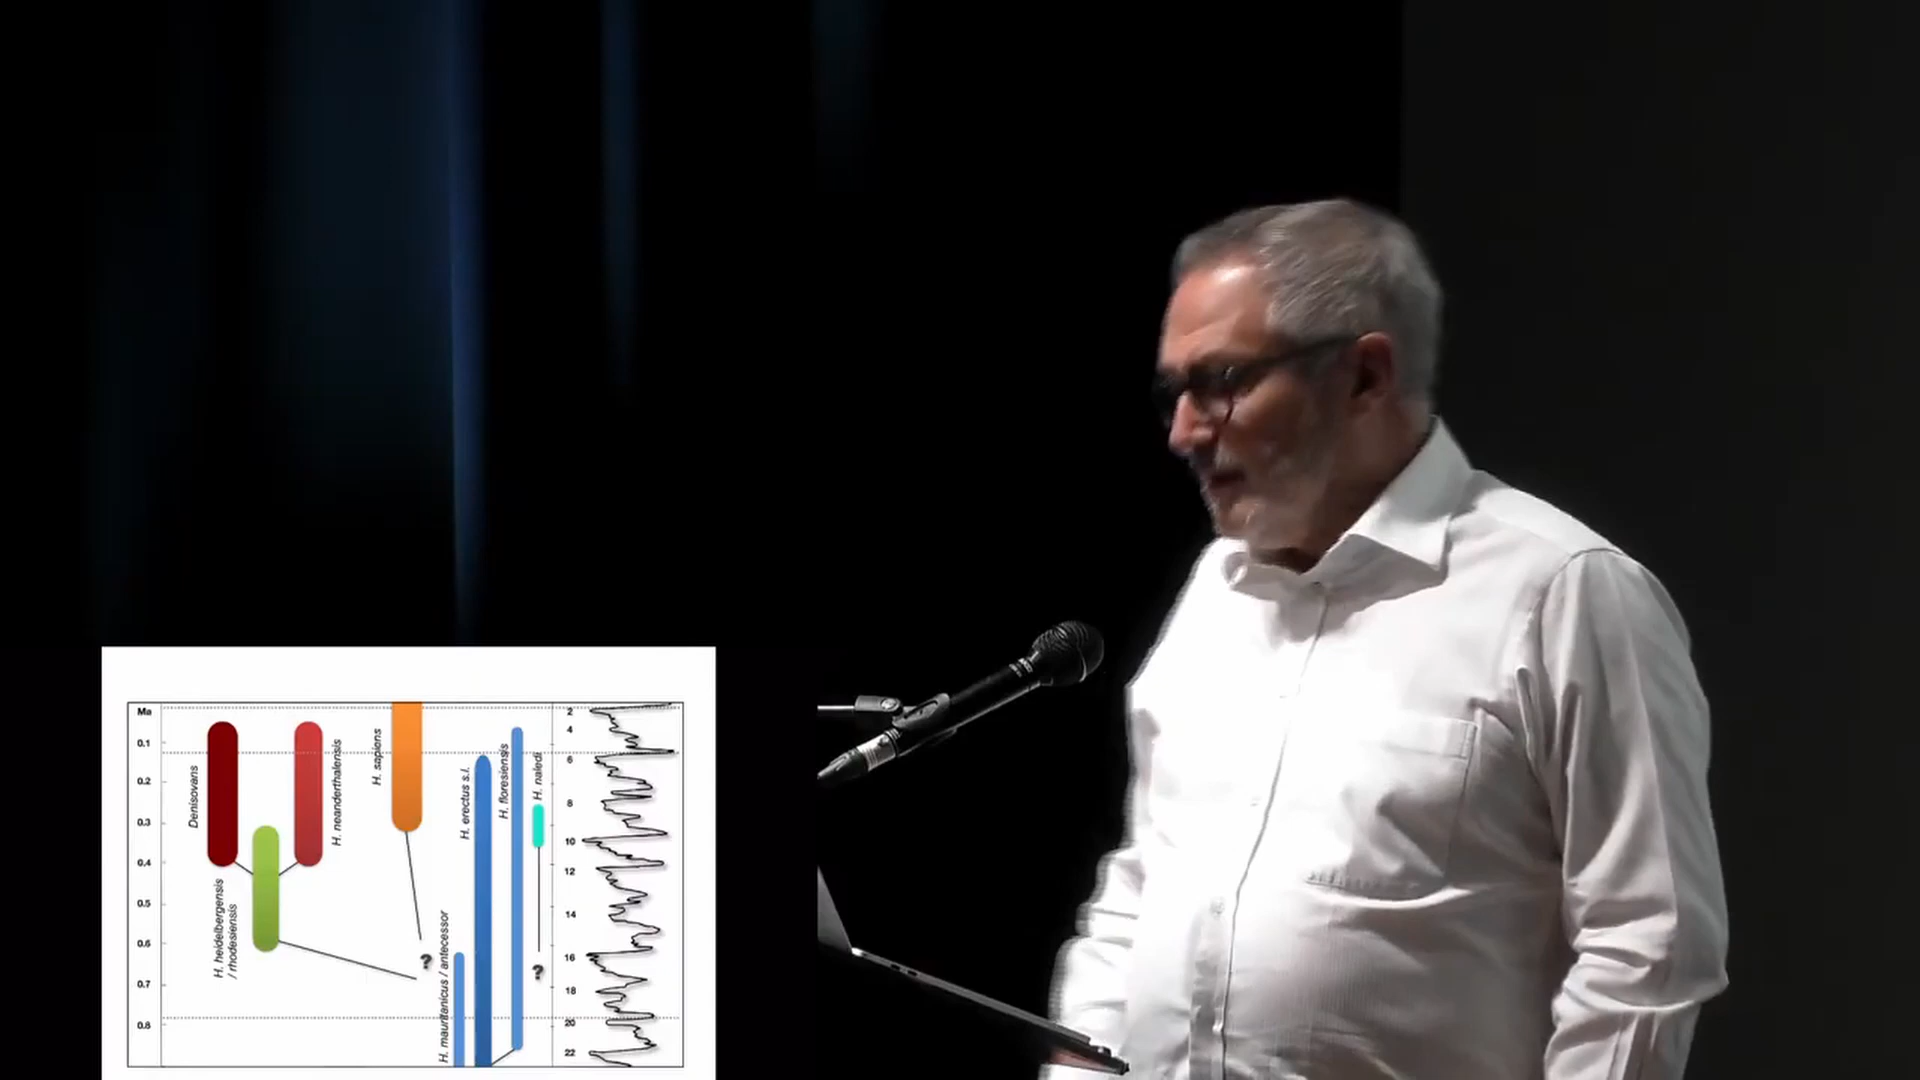 Ma
0.1
0.2
0.3
0.4
0.5
0.6
0.7
0.8
Denisovans
H. heidelbergensis
/ rhodesiensis
H. neanderthalensis
H. sapiens
?
H. mauritanicus / antecessor
H. erectus s.l.
H. floresiensis
H. naledi
?
2
4
6
8
10
12
14
16
18
20
22